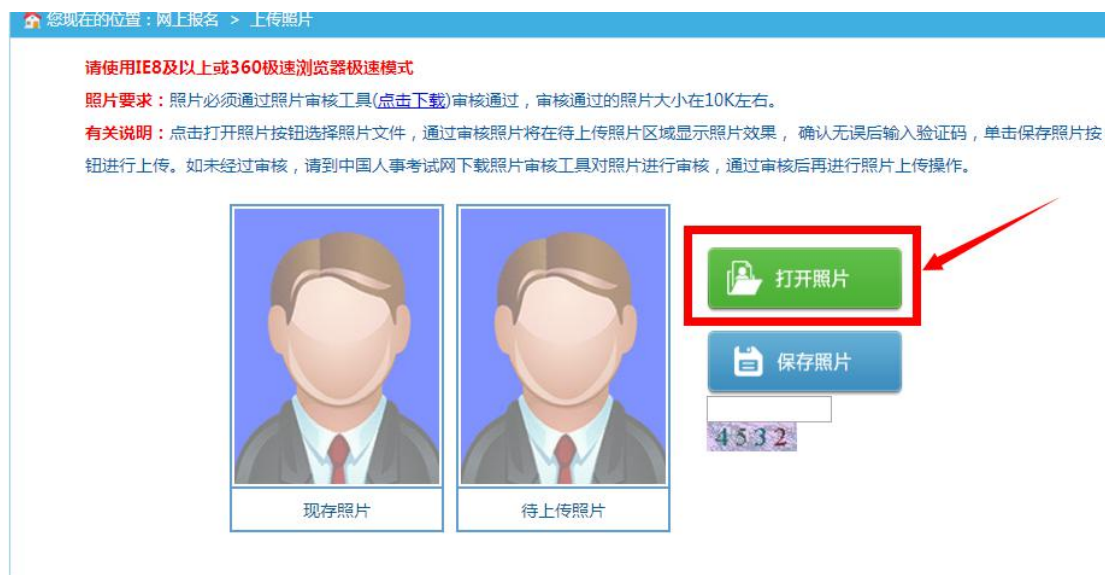 您现在的位置：网上报名 > 上传照片
请使用IE8及以上或360极速浏览器极速模式
照片要求：照片必须通过照片审核工具(点击下载)审核通过，审核通过的照片大小在10K左右。
有关说明：点击打开照片按钮选择照片文件，通过审核照片将在待上传照片区域显示照片效果， 确认无误后输入验证码，单击保存照片按
钮进行上传。如未经过审核，请到中国人事考试网下载照片审核工具对照片进行审核，通过审核后再进行照片上传操作。
打开照片
保存照片
4532
现存照片
待上传照片